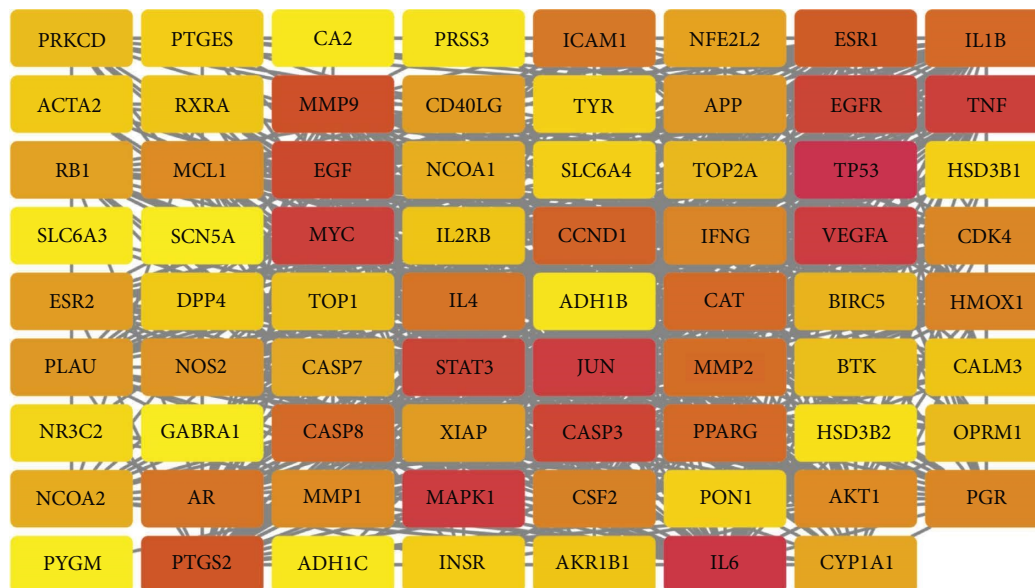 PRKCD PTGES CA2 PRSS3 ICAM1 NFE2L2 ESR1 IL1B
ACTA2 RXRA MMP9 CD40LG TYR APP EGFR TNF
RB1 MCL1 EGF NCOA1 SLC6A4 TOP2A TP53 HSD3B1
SLC6A3 SCN5A MYC IL2RB CCND1 IFNG VEGFA CDK4
ESR2 DPP4 TOP1 IL4 ADH1B CAT BIRC5 HMOX1
PLAU NOS2 CASP7 STAT3 JUN MMP2 BTK CALM3
NR3C2 GABRA1 CASP8 XIAP CASP3 PPARG HSD3B2 OPRM1
NCOA2 AR MMP1 MAPK1 CSF2 PON1 AKT1 PGR
PYGM PTGS2 ADH1C INSR AKR1B1 IL6 CYP1A1